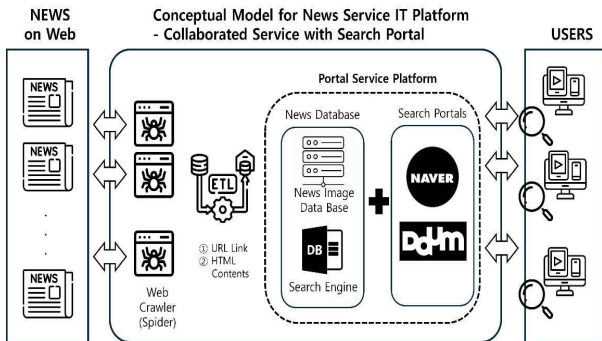 NEWS
on Web
Conceptual Model for News Service IT Platform
- Collaborated Service with Search Portal
USERS
NEWS
NEWS
.
.
.
NEWS
Web
Crawler
(Spider)
ETL
① URL Link
② HTML
Contents
Portal Service Platform
News Database
News Image
Data Base
DB
Search Engine
Search Portals
NAVER
Daum